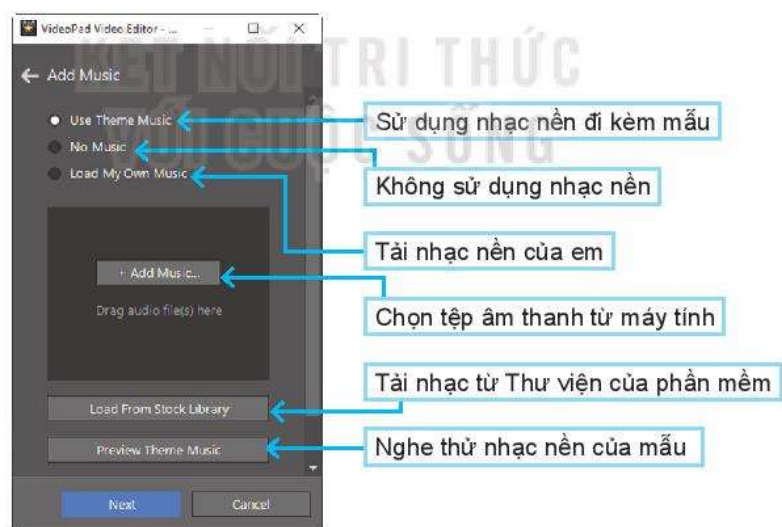 VideoPad Video Editor - ...
KẾT NỐI TRI THỨC
VỚI CUỘC SỐNG
Add Music
Use Theme Music
Sử dụng nhạc nền đi kèm mẫu
No Music
Không sử dụng nhạc nền
Load My Own Music
Tải nhạc nền của em
+ Add Music...
Chọn tệp âm thanh từ máy tính
Drag audio file(s) here
Tải nhạc từ Thư viện của phần mềm
Load From Stock Library
Nghe thử nhạc nền của mẫu
Preview Theme Music
Next
Cancel